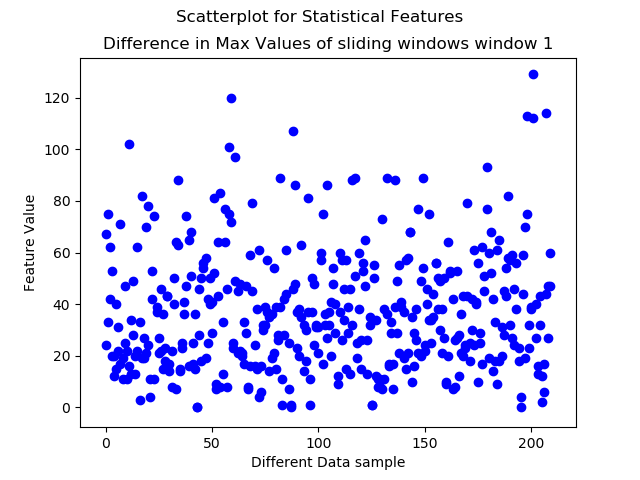 Scatterplot for Statistical Features
Difference in Max Values of sliding windows window 1
120
100
80
60
40
20
0
Feature Value
0 50 100 150 200
Different Data sample